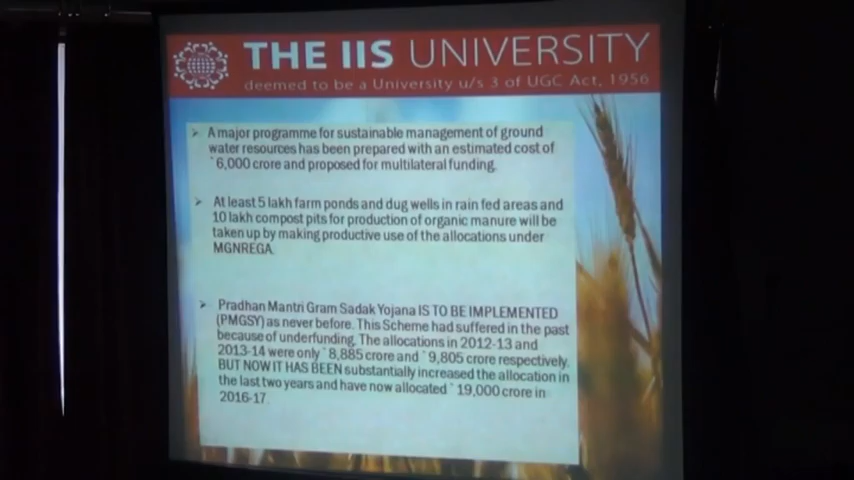 THE IIS UNIVERSITY
deemed to be a University u/s 3 of UGC Act, 1956
➢ A major programme for sustainable management of ground
water resources has been prepared with an estimated cost of
` 6,000 crore and proposed for multilateral funding.
➢ At least 5 lakh farm ponds and dug wells in rain fed areas and
10 lakh compost pits for production of organic manure will be
taken up by making productive use of the allocations under
MGNREGA.
➢ Pradhan Mantri Gram Sadak Yojana IS TO BE IMPLEMENTED
(PMGSY) as never before. This Scheme had suffered in the past
because of underfunding. The allocations in 2012-13 and
2013-14 were only ` 8,885 crore and ` 9,805 crore respectively.
BUT NOW IT HAS BEEN substantially increased the allocation in
the last two years and have now allocated ` 19,000 crore in
2016-17.